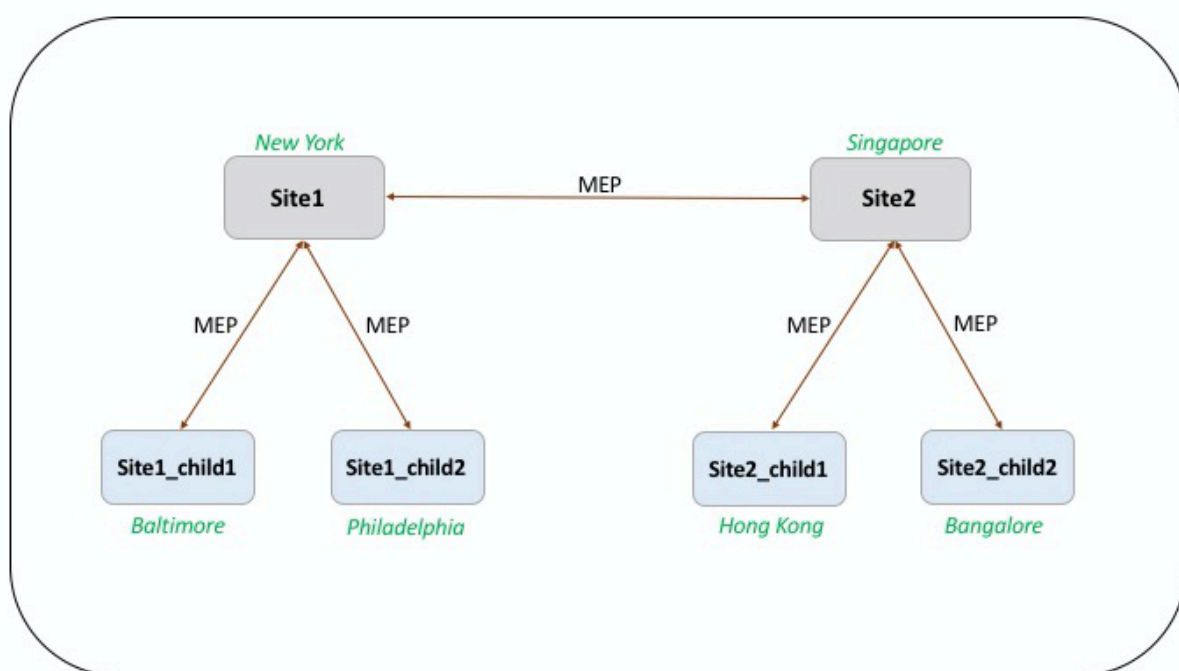 New York
Singapore
Site1
MEP
Site2
MEP
MEP
MEP
MEP
Site1_child1
Site1_child2
Site2_child1
Site2_child2
Baltimore
Philadelphia
Hong Kong
Bangalore